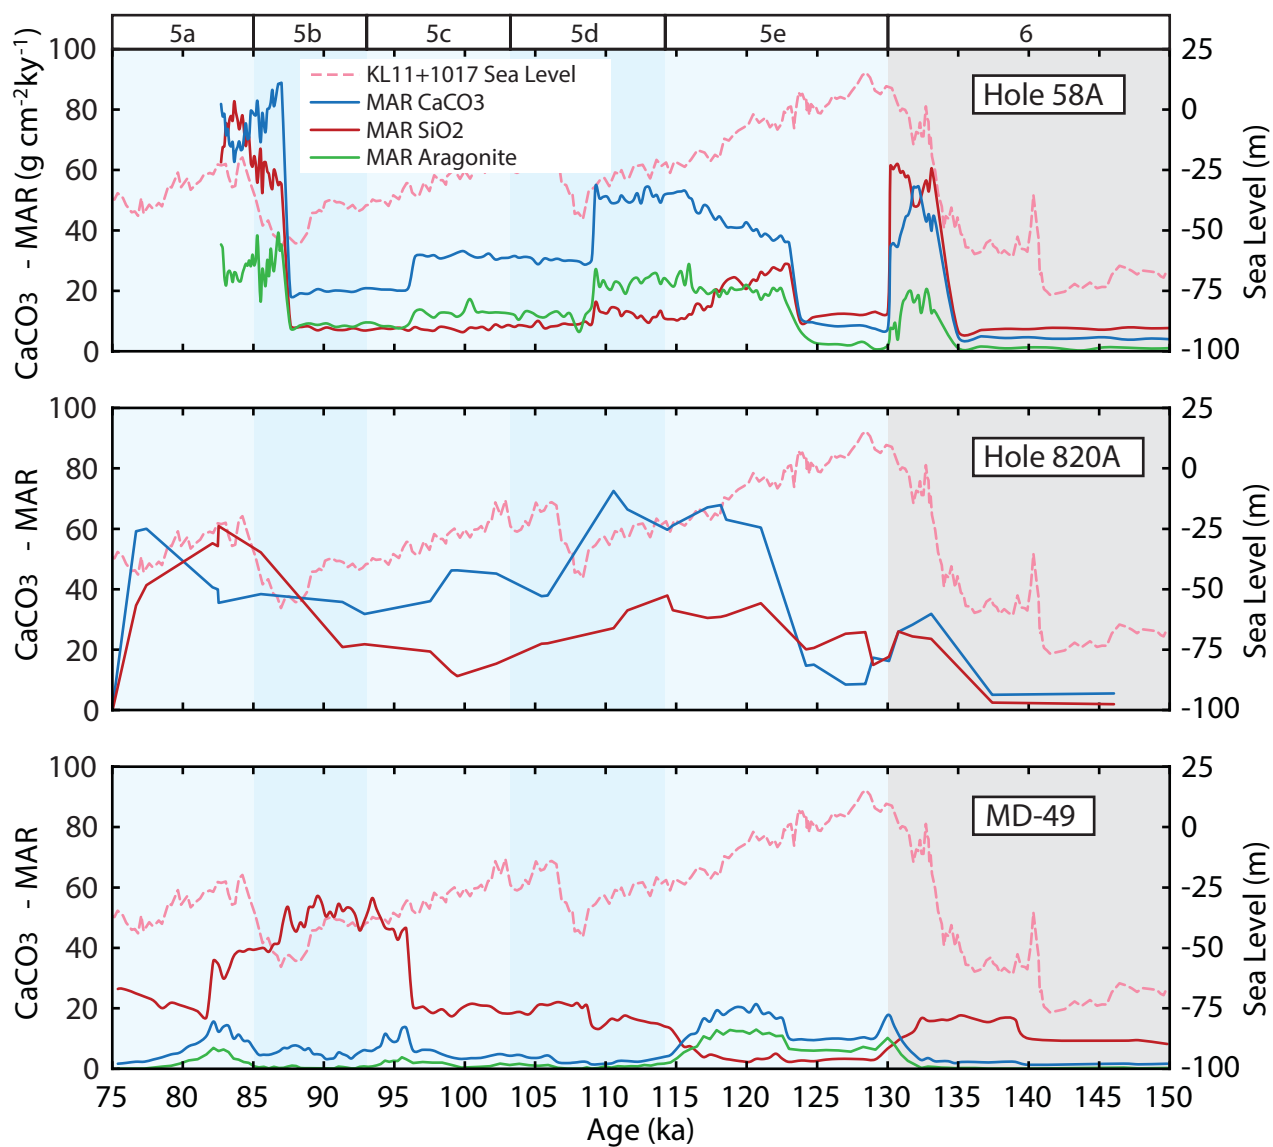 5a 5b 5c 5d 5e 6
KL11+1017 Sea Level
MAR CaCO3
MAR SiO2
MAR Aragonite
Hole 58A
CaCO3 - MAR (g cm⁻²ky⁻¹)
100
80
60
40
20
0
25
0
-25
-50
-75
-100
Sea Level (m)
Hole 820A
CaCO3 - MAR
100
80
60
40
20
0
25
0
-25
-50
-75
-100
Sea Level (m)
MD-49
CaCO3 - MAR
100
80
60
40
20
0
25
0
-25
-50
-75
-100
Sea Level (m)
75 80 85 90 95 100 105 110 115 120 125 130 135 140 145 150
Age (ka)